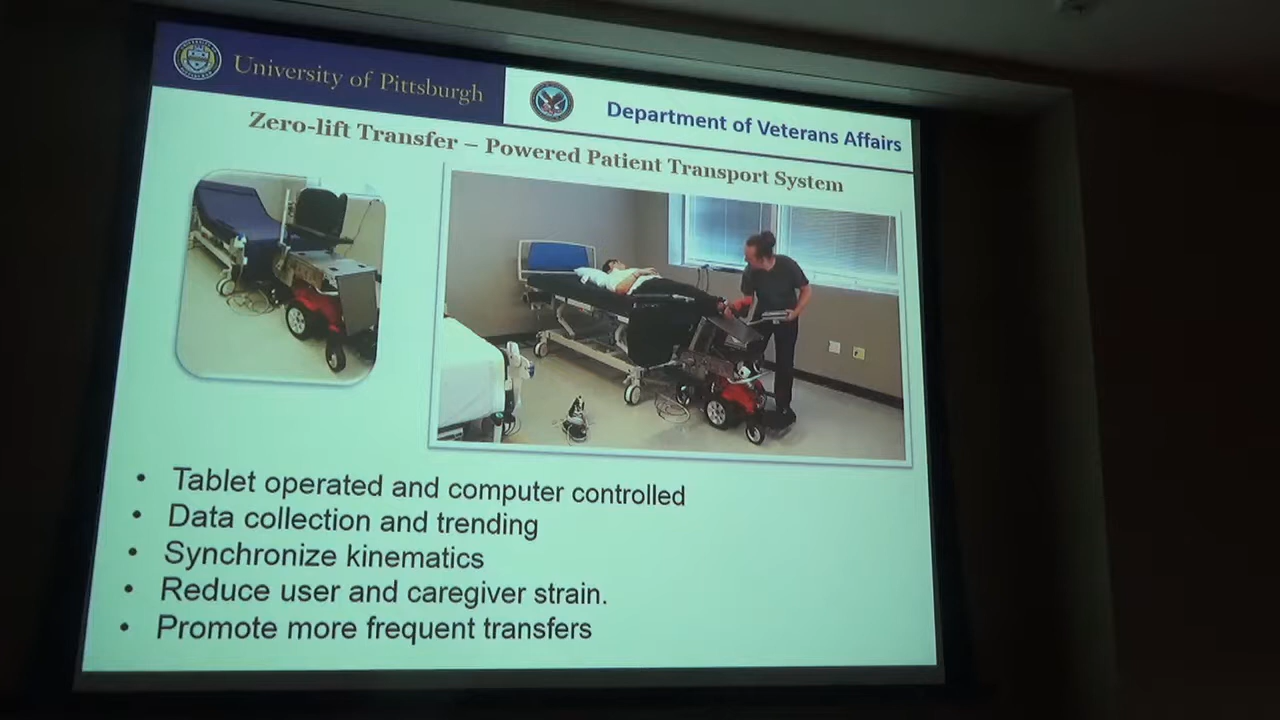 University of Pittsburgh
Department of Veterans Affairs
Zero-lift Transfer – Powered Patient Transport System
• Tablet operated and computer controlled
• Data collection and trending
• Synchronize kinematics
• Reduce user and caregiver strain.
• Promote more frequent transfers